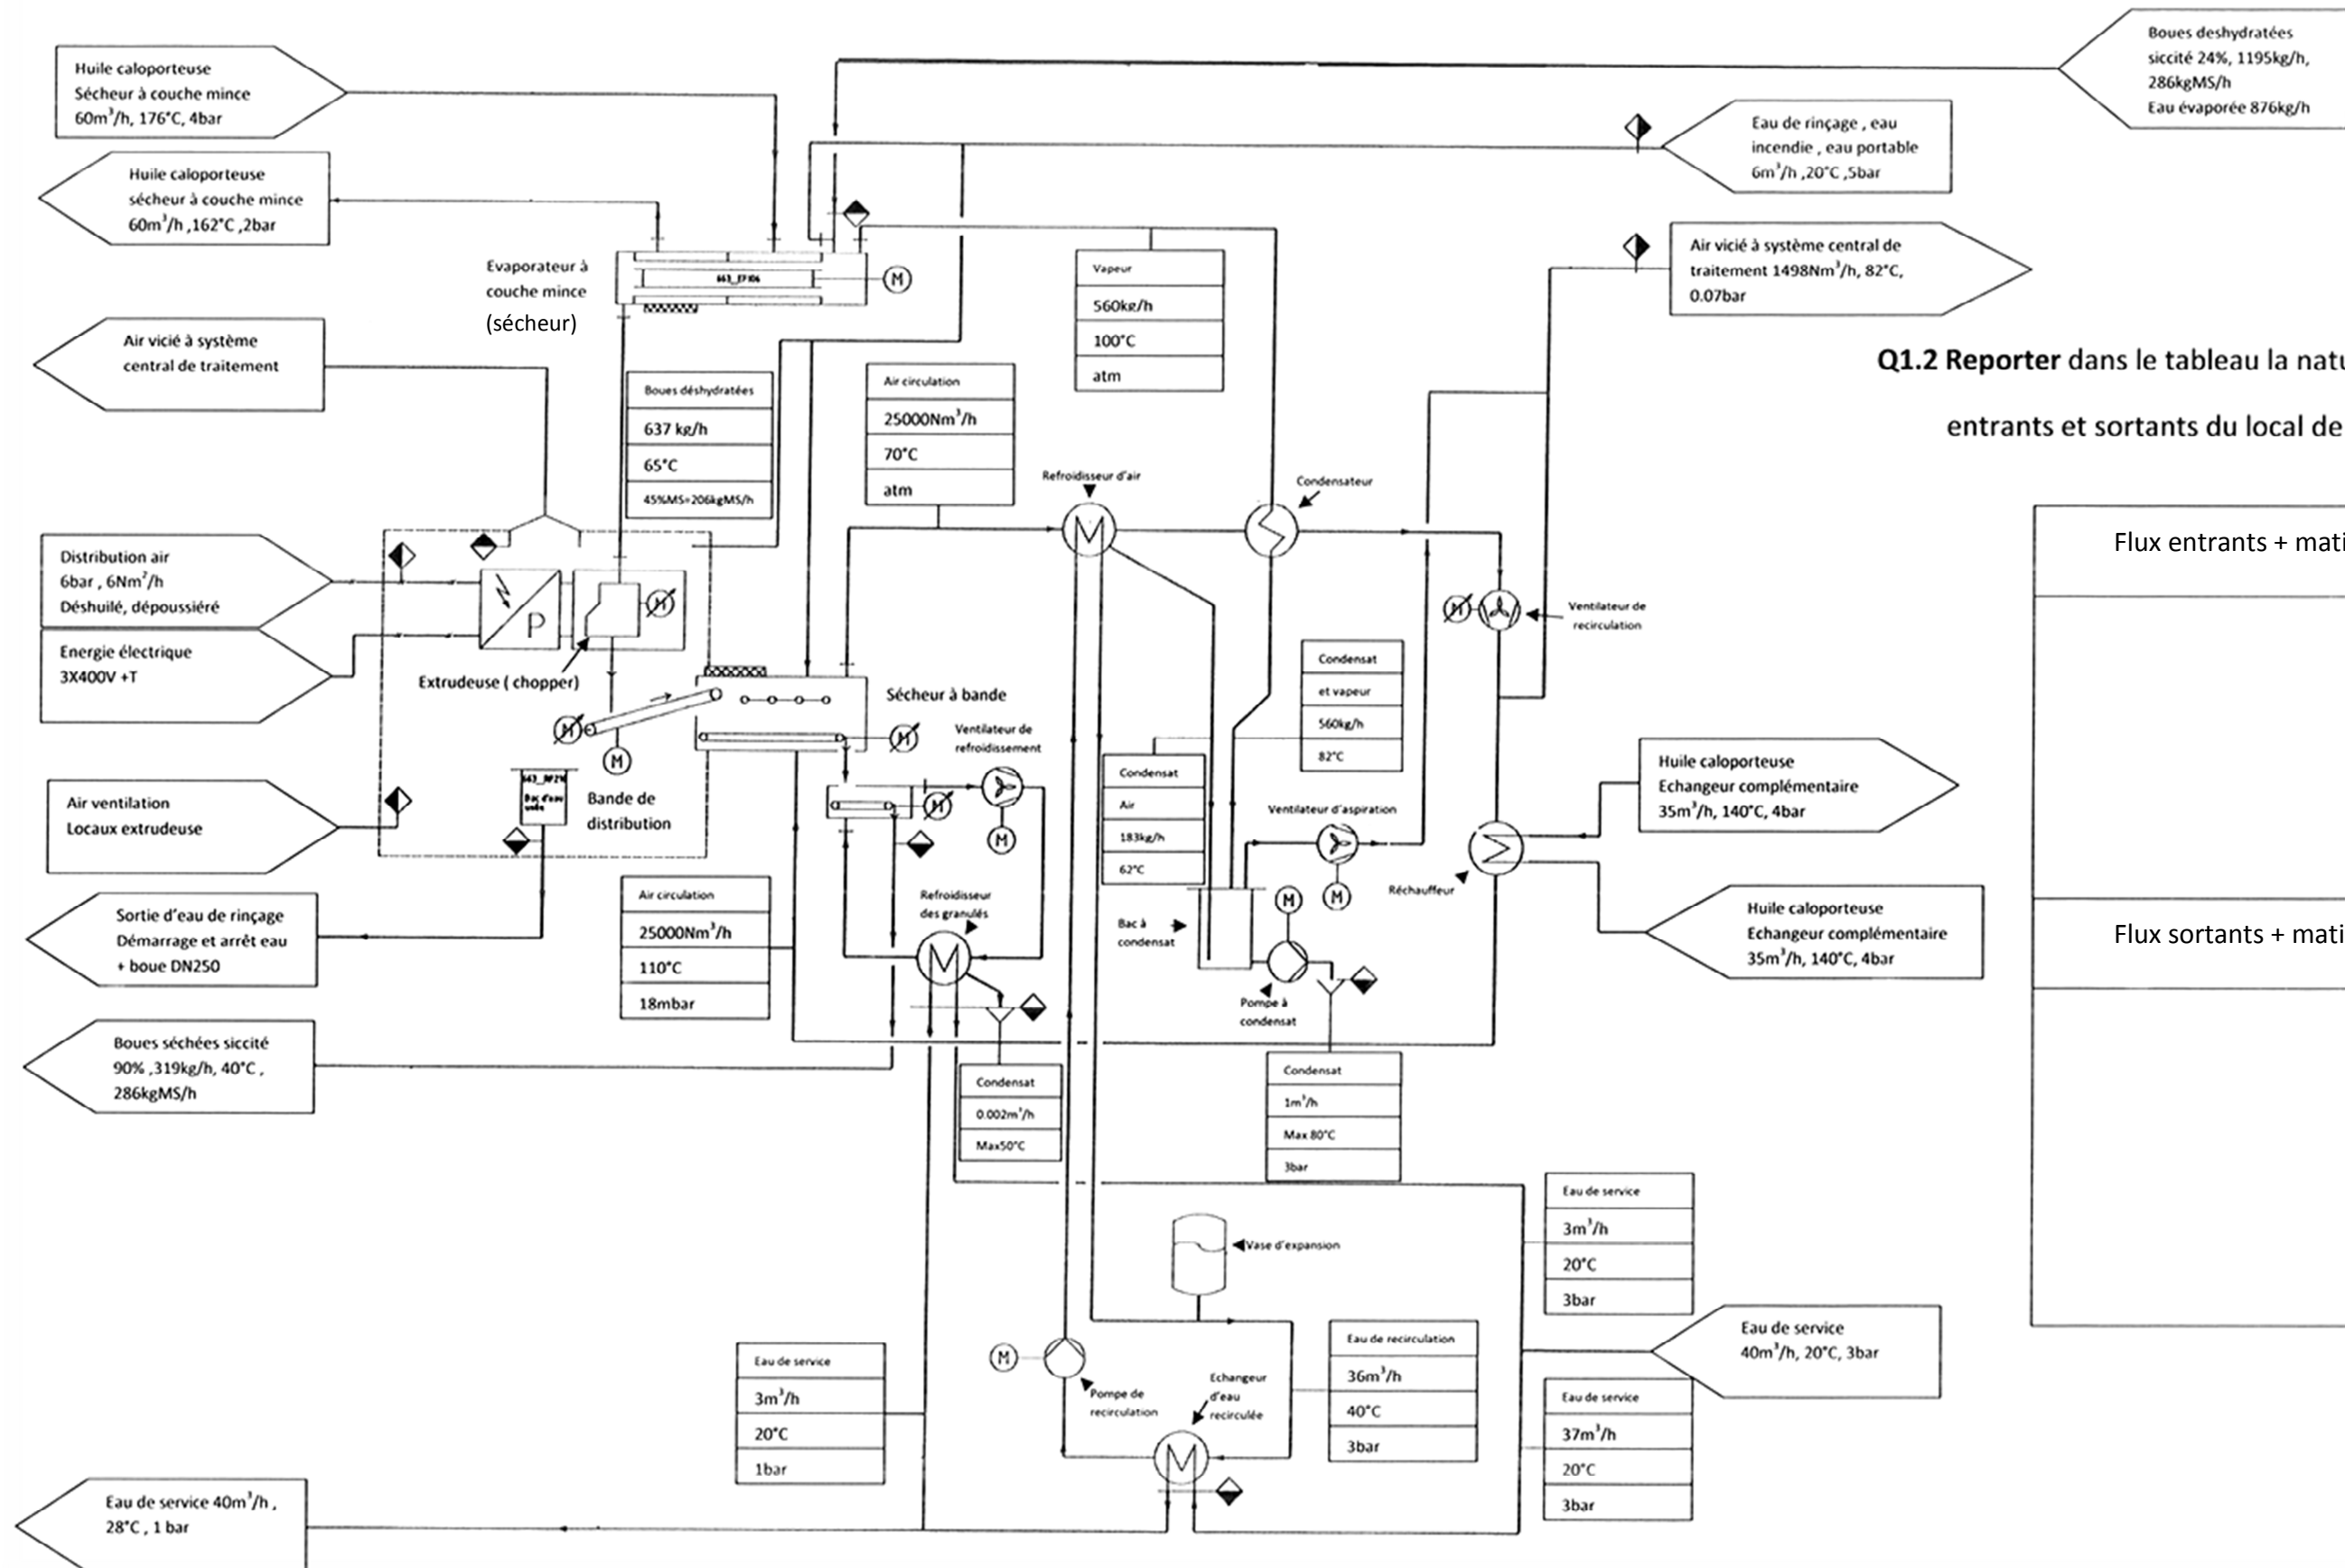 Boues deshydratées
siccité 24%, 1195kg/h,
286kgMS/h
Eau évaporée 876kg/h
Huile caloporteuse
Sécheur à couche mince
60m³/h, 176°C, 4bar
Eau de rinçage , eau
incendie , eau portable
6m³/h ,20°C ,5bar
Huile caloporteuse
sécheur à couche mince
60m³/h ,162°C ,2bar
Air vicié à système central de
traitement 1498Nm³/h, 82°C,
0.07bar
Evaporateur à
couche mince
(sécheur)
M
Vapeur
560kg/h
100°C
atm
Air vicié à système
central de traitement
Q1.2 Reporter dans le tableau la natu
entrants et sortants du local de
Boues déshydratées
637 kg/h
65°C
45%MS=206kgMS/h
Air circulation
25000Nm³/h
70°C
atm
Refroidisseur d'air
Condensateur
Flux entrants + mati
Distribution air
6bar , 6Nm²/h
Déshuilé, dépoussiéré
P
M
M
Ventilateur de
recirculation
Energie électrique
3X400V +T
Extrudeuse ( chopper)
Sécheur à bande
Condensat
et vapeur
560kg/h
82°C
M
M
M
Ventilateur de
refroidissement
Huile caloporteuse
Echangeur complémentaire
35m³/h, 140°C, 4bar
Condensat
Air
183kg/h
62°C
Air ventilation
Locaux extrudeuse
Bac d'eau
Bande de
distribution
M
M
Ventilateur d'aspiration
M
Réchauffeur
Air circulation
25000Nm³/h
110°C
18mbar
Refroidisseur
des granulés
Bac à
condensat
M
Huile caloporteuse
Echangeur complémentaire
35m³/h, 140°C, 4bar
Flux sortants + mati
Sortie d'eau de rinçage
Démarrage et arrêt eau
+ boue DN250
Pompe à
condensat
Boues séchées siccité
90% ,319kg/h, 40°C ,
286kgMS/h
Condensat
0.002m³/h
Max50°C
Condensat
1m³/h
Max 80°C
3bar
Vase d'expansion
Eau de service
3m³/h
20°C
3bar
Eau de service
40m³/h, 20°C, 3bar
Eau de service
3m³/h
20°C
1bar
M
Pompe de
recirculation
Echangeur
d'eau
recirculée
Eau de recirculation
36m³/h
40°C
3bar
Eau de service
37m³/h
20°C
3bar
Eau de service 40m³/h ,
28°C , 1 bar